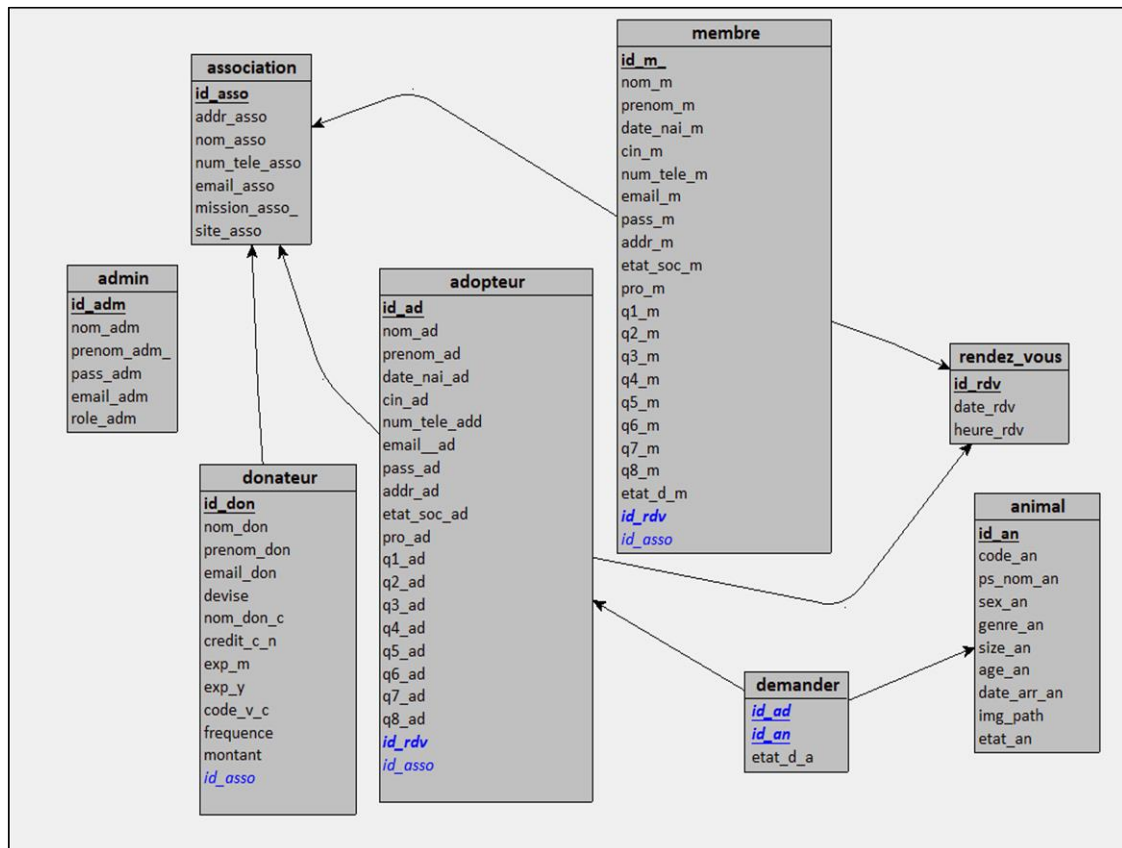 association
id_asso
addr_asso
nom_asso
num_tele_asso
email_asso
mission_asso_
site_asso
membre
id_m_
nom_m
prenom_m
date_nai_m
cin_m
num_tele_m
email_m
pass_m
addr_m
etat_soc_m
pro_m
q1_m
q2_m
q3_m
q4_m
q5_m
q6_m
q7_m
q8_m
etat_d_m
id_rdv
id_asso
admin
id_adm
nom_adm
prenom_adm_
pass_adm
email_adm
role_adm
adopteur
id_ad
nom_ad
prenom_ad
date_nai_ad
cin_ad
num_tele_add
email__ad
pass_ad
addr_ad
etat_soc_ad
pro_ad
q1_ad
q2_ad
q3_ad
q4_ad
q5_ad
q6_ad
q7_ad
q8_ad
id_rdv
id_asso
rendez_vous
id_rdv
date_rdv
heure_rdv
donateur
id_don
nom_don
prenom_don
email_don
devise
nom_don_c
credit_c_n
exp_m
exp_y
code_v_c
frequence
montant
id_asso
animal
id_an
code_an
ps_nom_an
sex_an
genre_an
size_an
age_an
date_arr_an
img_path
etat_an
demander
id_ad
id_an
etat_d_a